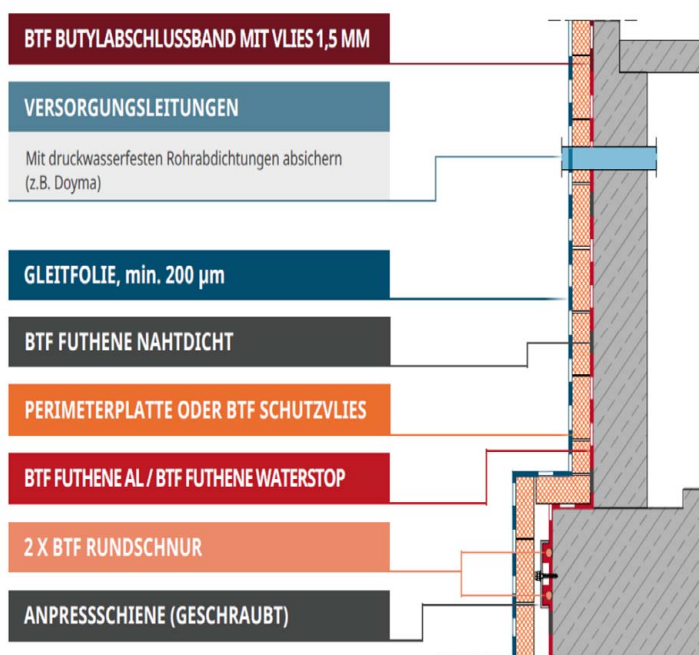 BTF BUTYLABSCHLUSSBAND MIT VLIES 1,5 MM
VERSORGUNGSLEITUNGEN
Mit druckwasserfesten Rohrabdichtungen absichern
(z.B. Doyma)
GLEITFOLIE, min. 200 µm
BTF FUTHENE NAHTDICHT
PERIMETERPLATTE ODER BTF SCHUTZVLIES
BTF FUTHENE AL / BTF FUTHENE WATERSTOP
2 X BTF RUNDSCHNUR
ANPRESSSCHIENE (GESCHRAUBT)